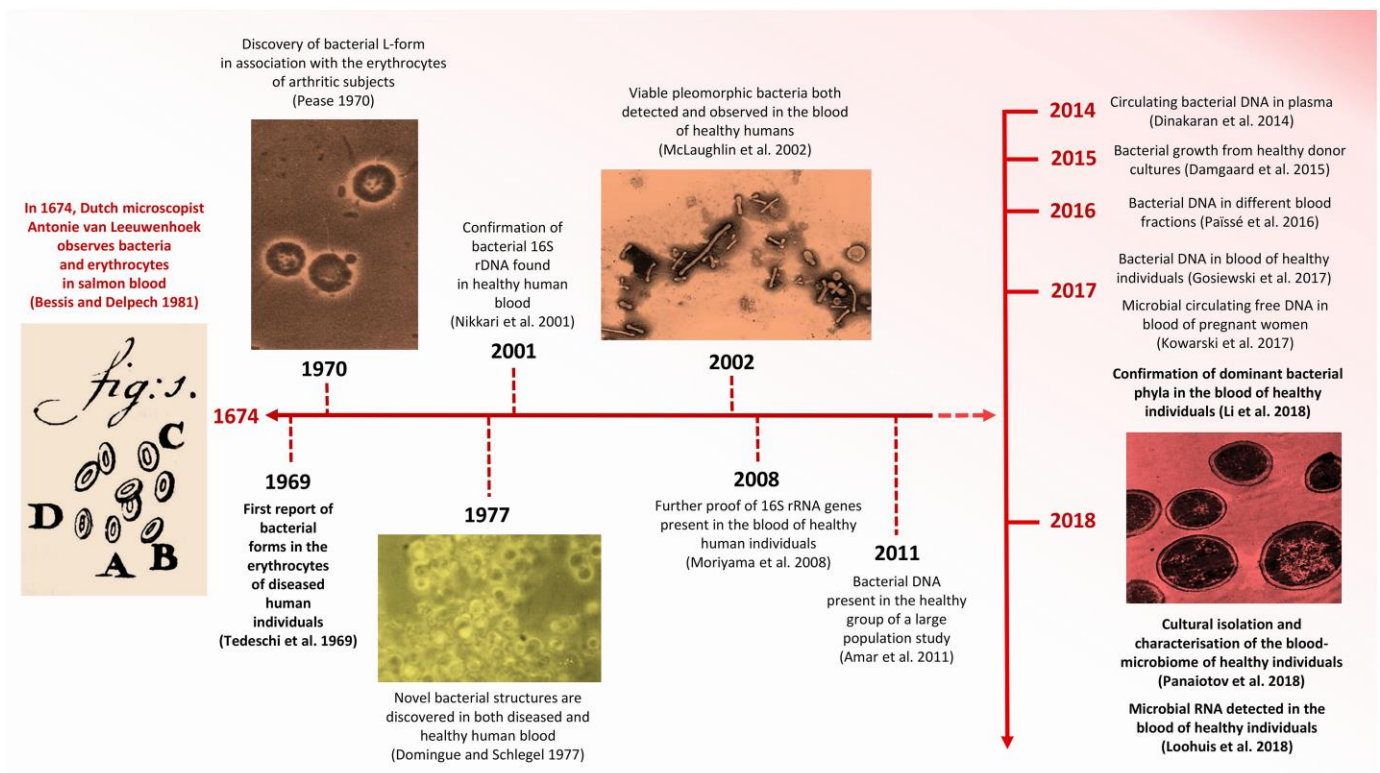 In 1674, Dutch microscopist
Antonie van Leeuwenhoek
observes bacteria
and erythrocytes
in salmon blood
(Bessis and Delpech 1981)
fig: 1.
C
D
A
B
1674
Discovery of bacterial L-form
in association with the erythrocytes
of arthritic subjects
(Pease 1970)
1970
1969
First report of
bacterial
forms in the
erythrocytes
of diseased
human
individuals
(Tedeschi et al. 1969)
Confirmation of
bacterial 16S
rDNA found
in healthy human
blood
(Nikkari et al. 2001)
2001
1977
Novel bacterial structures are
discovered in both diseased and
healthy human blood
(Domingue and Schlegel 1977)
Viable pleomorphic bacteria both
detected and observed in the blood
of healthy humans
(McLaughlin et al. 2002)
2002
2008
Further proof of 16S rRNA genes
present in the blood of healthy
human individuals
(Moriyama et al. 2008)
2011
Bacterial DNA
present in the healthy
group of a large
population study
(Amar et al. 2011)
2014
Circulating bacterial DNA in plasma
(Dinakaran et al. 2014)
2015
Bacterial growth from healthy donor
cultures (Damgaard et al. 2015)
2016
Bacterial DNA in different blood
fractions (Païssé et al. 2016)
2017
Bacterial DNA in blood of healthy
individuals (Gosiewski et al. 2017)
Microbial circulating free DNA in
blood of pregnant women
(Kowarski et al. 2017)
2018
Confirmation of dominant bacterial
phyla in the blood of healthy
individuals (Li et al. 2018)
Cultural isolation and
characterisation of the blood-
microbiome of healthy individuals
(Panaiotov et al. 2018)
Microbial RNA detected in the
blood of healthy individuals
(Loohuis et al. 2018)